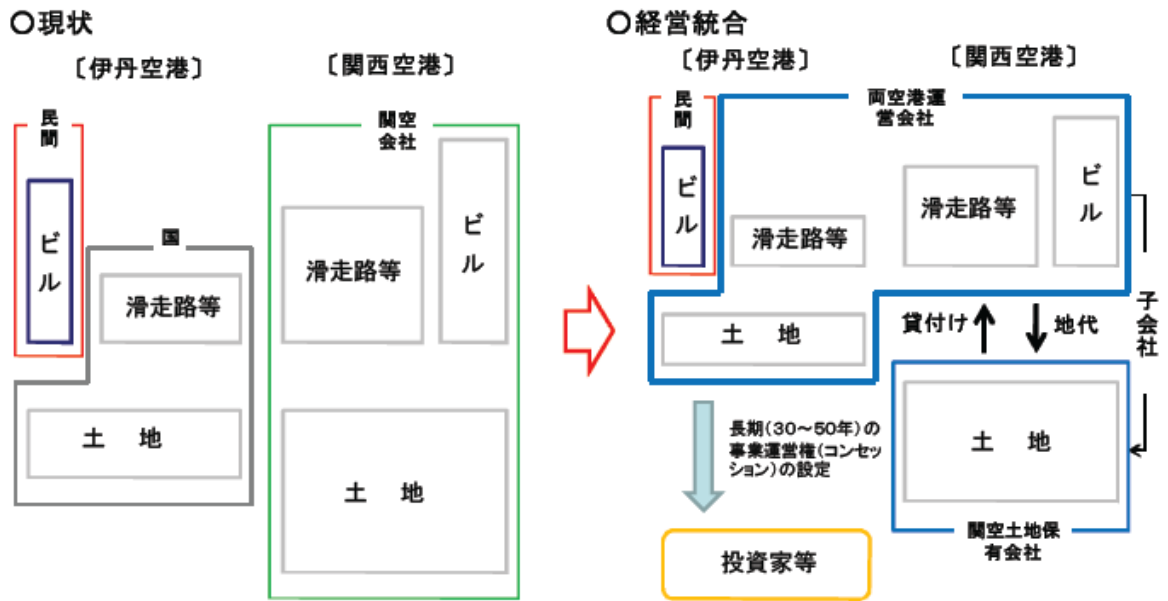 ○現状
〔伊丹空港〕
〔関西空港〕
民
間
ビ
ル
国
滑走路等
土　地
関空
会社
ビ
ル
滑走路等
土　地
○経営統合
〔伊丹空港〕
〔関西空港〕
民
間
ビ
ル
両空港運
営会社
滑走路等
土　地
滑走路等
ビ
ル
貸付け
地代
子
会
社
土　地
関空土地保
有会社
長期(30～50年)の
事業運営権(コンセッ
ション)の設定
投資家等